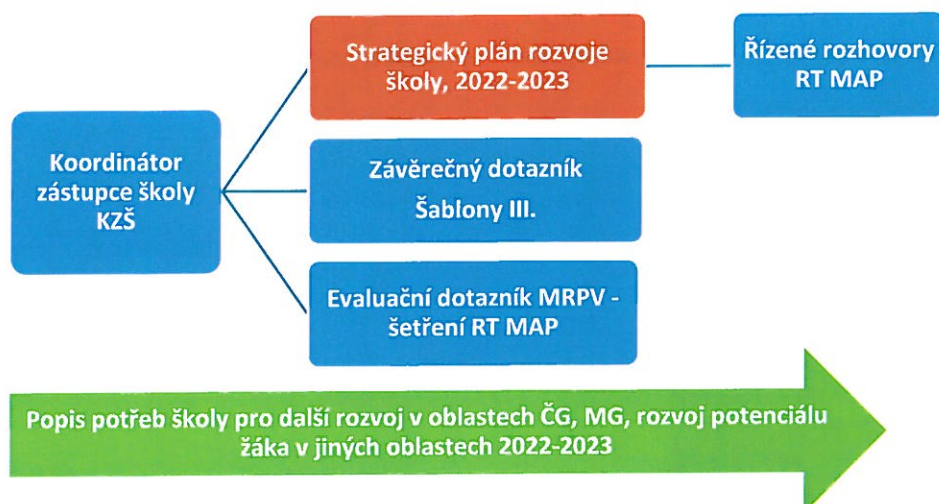 Strategický plán rozvoje
školy, 2022-2023
Řízené rozhovory
RT MAP
Koordinátor
zástupce školy
KZŠ
Závěrečný dotazník
Šablony III.
Evaluační dotazník MRPV -
šetření RT MAP
Popis potřeb školy pro další rozvoj v oblastech ČG, MG, rozvoj potenciálu
žáka v jiných oblastech 2022-2023